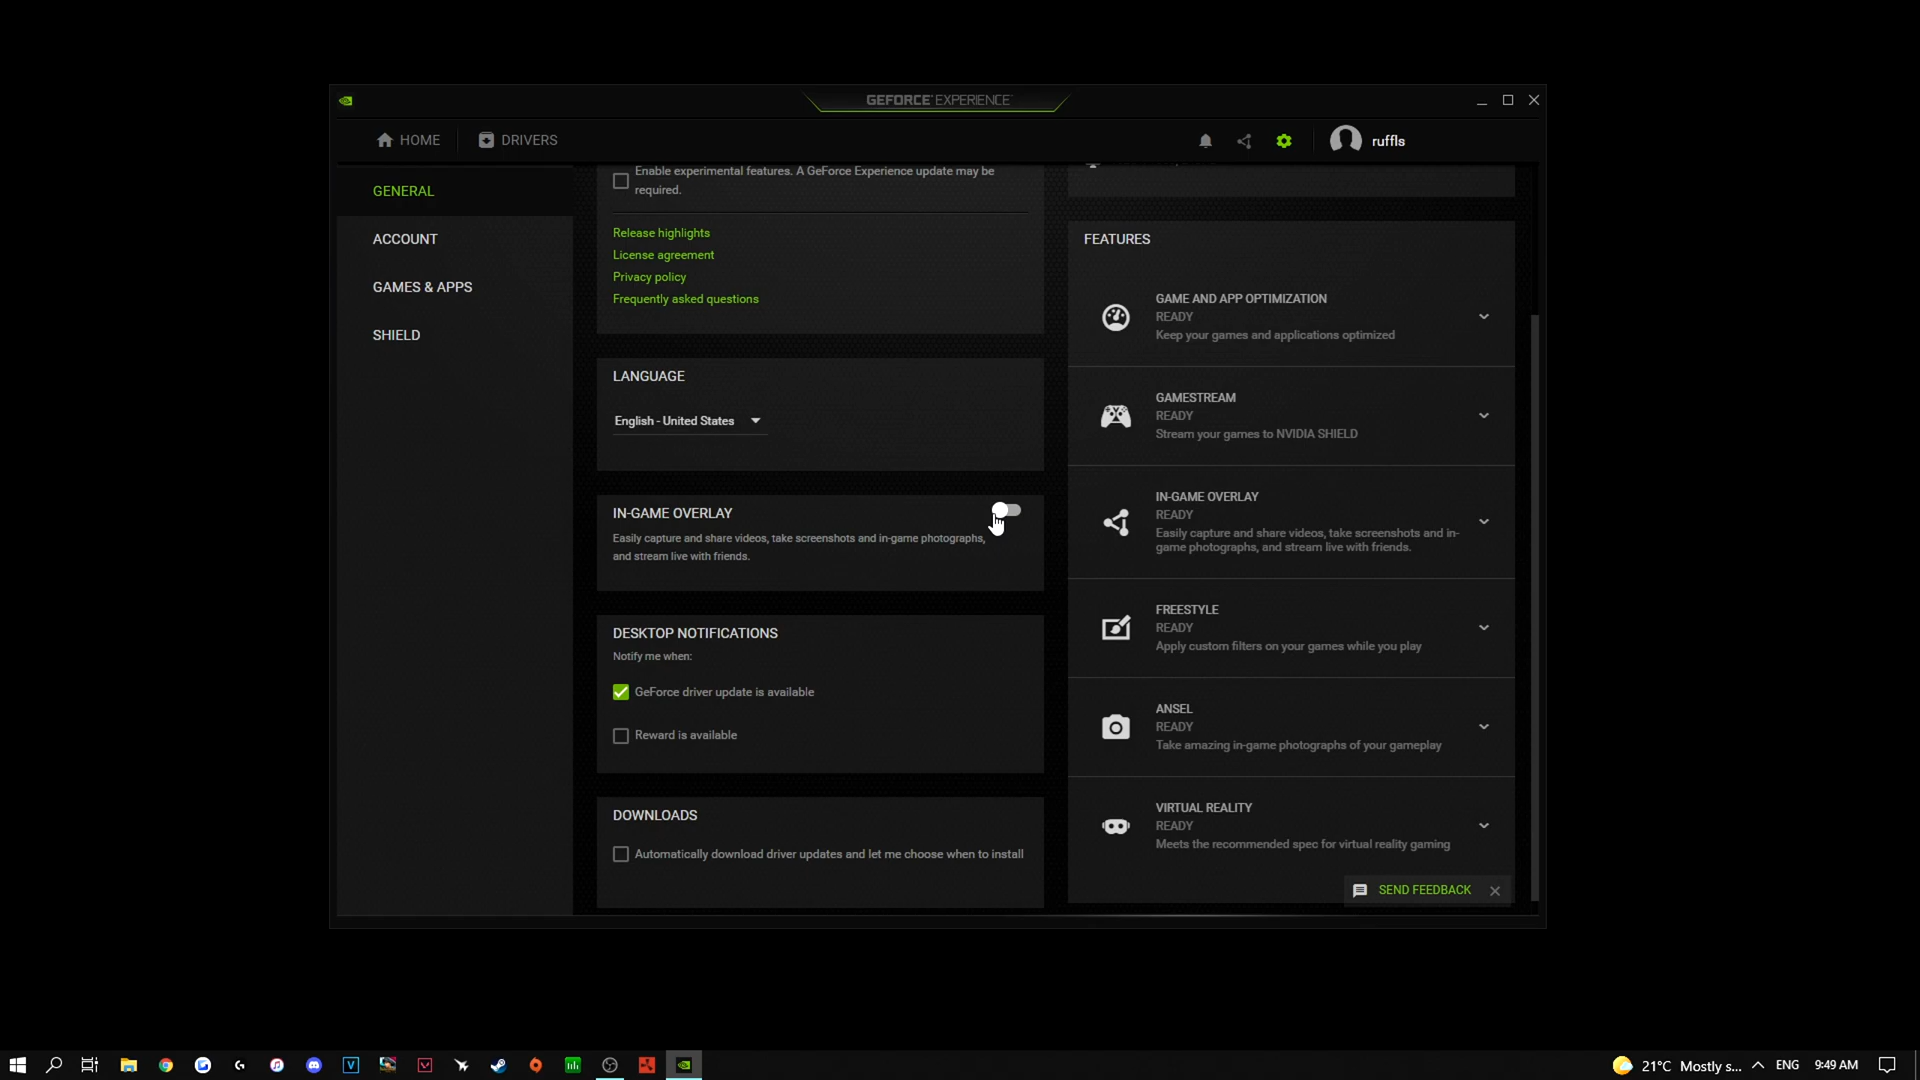 GEFORCE EXPERIENCE
HOME
DRIVERS
ruffls
GENERAL
ACCOUNT
GAMES & APPS
SHIELD
Enable experimental features. A GeForce Experience update may be
required.
Release highlights
License agreement
Privacy policy
Frequently asked questions
LANGUAGE
English - United States
IN-GAME OVERLAY
Easily capture and share videos, take screenshots and in-game photographs,
and stream live with friends.
DESKTOP NOTIFICATIONS
Notify me when:
GeForce driver update is available
Reward is available
DOWNLOADS
Automatically download driver updates and let me choose when to install
FEATURES
GAME AND APP OPTIMIZATION
READY
Keep your games and applications optimized
GAMESTREAM
READY
Stream your games to NVIDIA SHIELD
IN-GAME OVERLAY
READY
Easily capture and share videos, take screenshots and in-
game photographs, and stream live with friends.
FREESTYLE
READY
Apply custom filters on your games while you play
ANSEL
READY
Take amazing in-game photographs of your gameplay
VIRTUAL REALITY
READY
Meets the recommended spec for virtual reality gaming
SEND FEEDBACK
21°C Mostly s...
ENG
9:49 AM